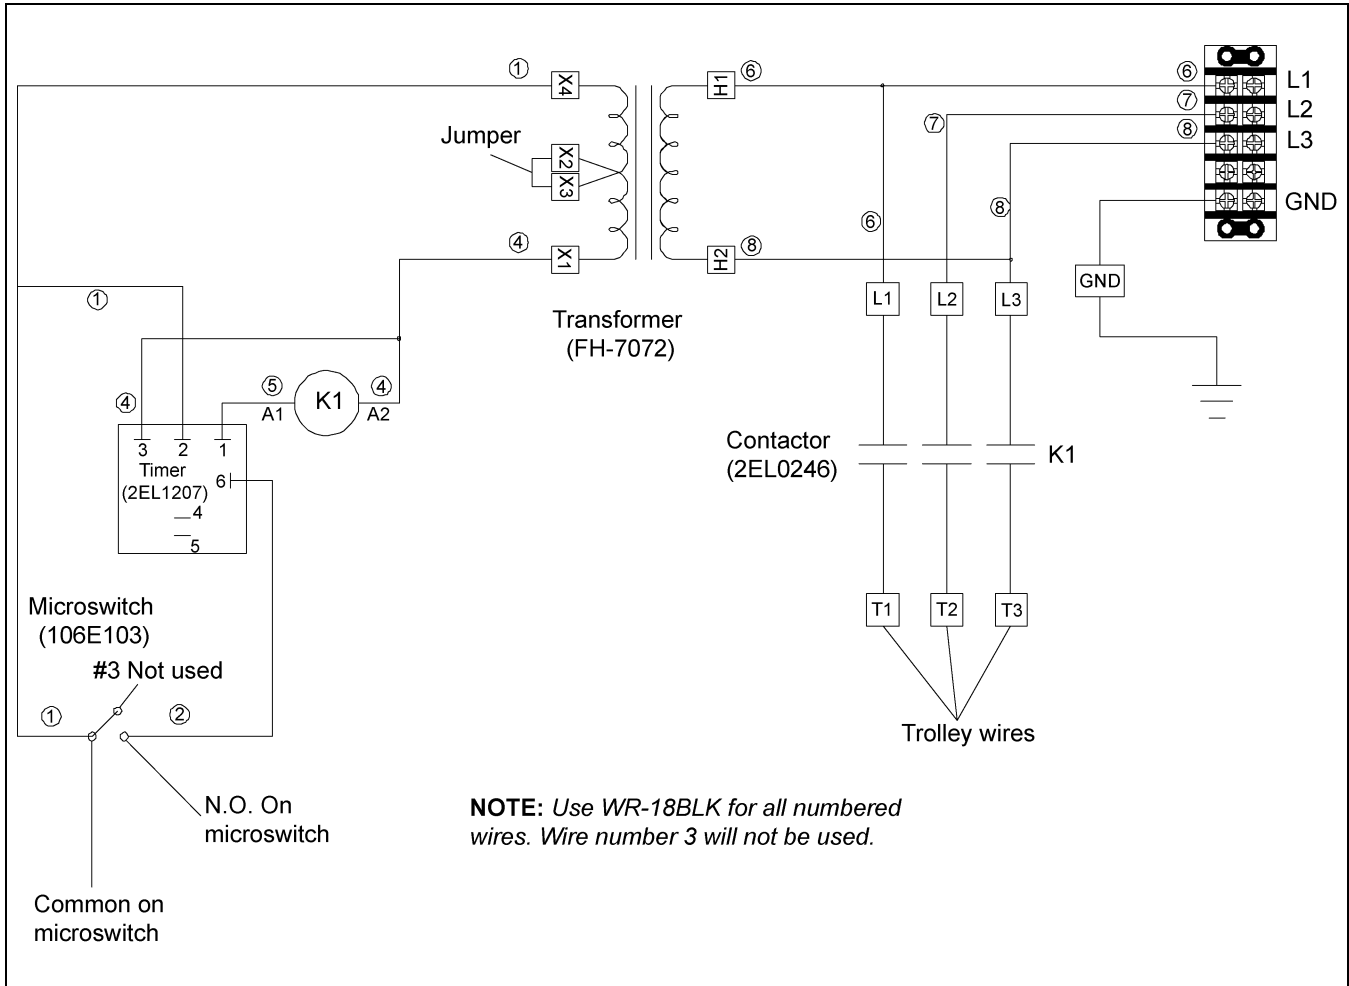 1
X4
H1
6
6
L1
7
L2
7
8
L3
Jumper
X2
X3
6
8
GND
4
X1
H2
8
GND
1
L1
L2
L3
Transformer
(FH-7072)
5
4
K1
A1
A2
4
3
2
1
Timer
(2EL1207)
6
4
5
Contactor
(2EL0246)
K1
Microswitch
(106E103)
#3 Not used
T1
T2
T3
1
2
Trolley wires
N.O. On
microswitch
NOTE: Use WR-18BLK for all numbered
wires. Wire number 3 will not be used.
Common on
microswitch